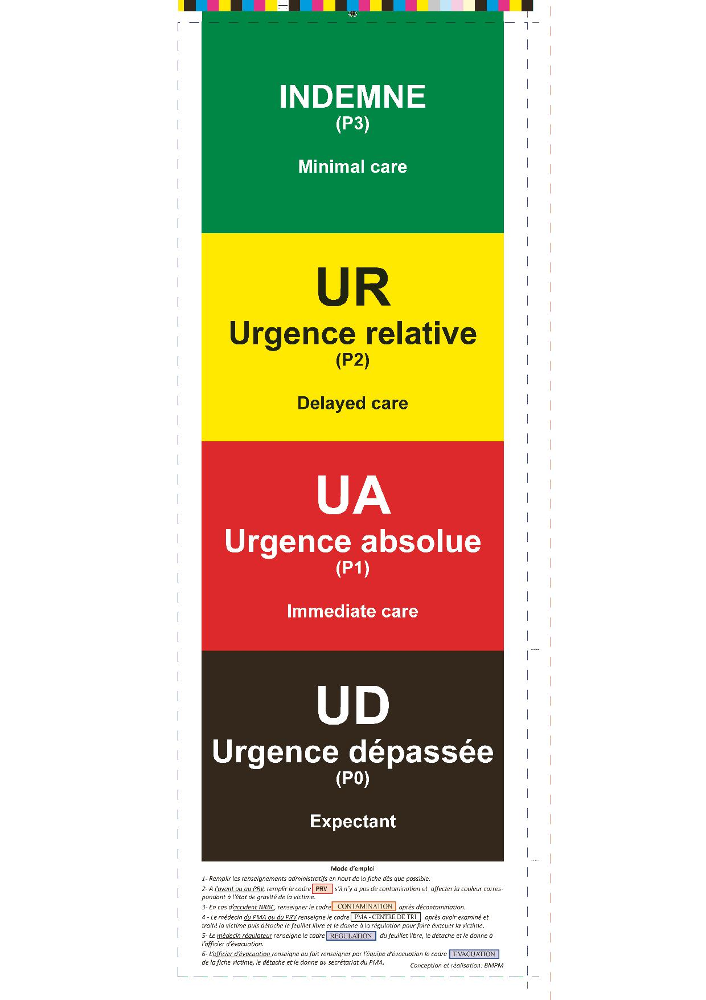 INDEMNE
(P3)
Minimal care
UR
Urgence relative
(P2)
Delayed care
UA
Urgence absolue
(P1)
Immediate care
UD
Urgence dépassée
(P0)
Expectant
Mode d'emploi
1- Remplir les renseignements administratifs en haut de la fiche dès que possible.
2- A l'avant ou au PRV, remplir le cadre PRV s'il n'y a pas de contamination et affecter la couleur corres-
pondant à l'état de gravité de la victime.
3- En cas d'accident NRBC, renseigner le cadre CONTAMINATION après décontamination.
4 - Le médecin du PMA ou du PRV renseigne le cadre PMA - CENTRE DE TRI après avoir examiné et
traité la victime puis détache le feuillet libre et le donne à la régulation pour faire évacuer la victime.
5- Le médecin régulateur renseigne le cadre REGULATION du feuillet libre, le détache et le donne à
l'officier d'évacuation.
6- L'officier d'évacuation renseigne au fait renseigner par l'équipe d'évacuation le cadre EVACUATION
de la fiche victime, le détache et le donne au secrétariat du PMA.
Conception et réalisation: BMPM